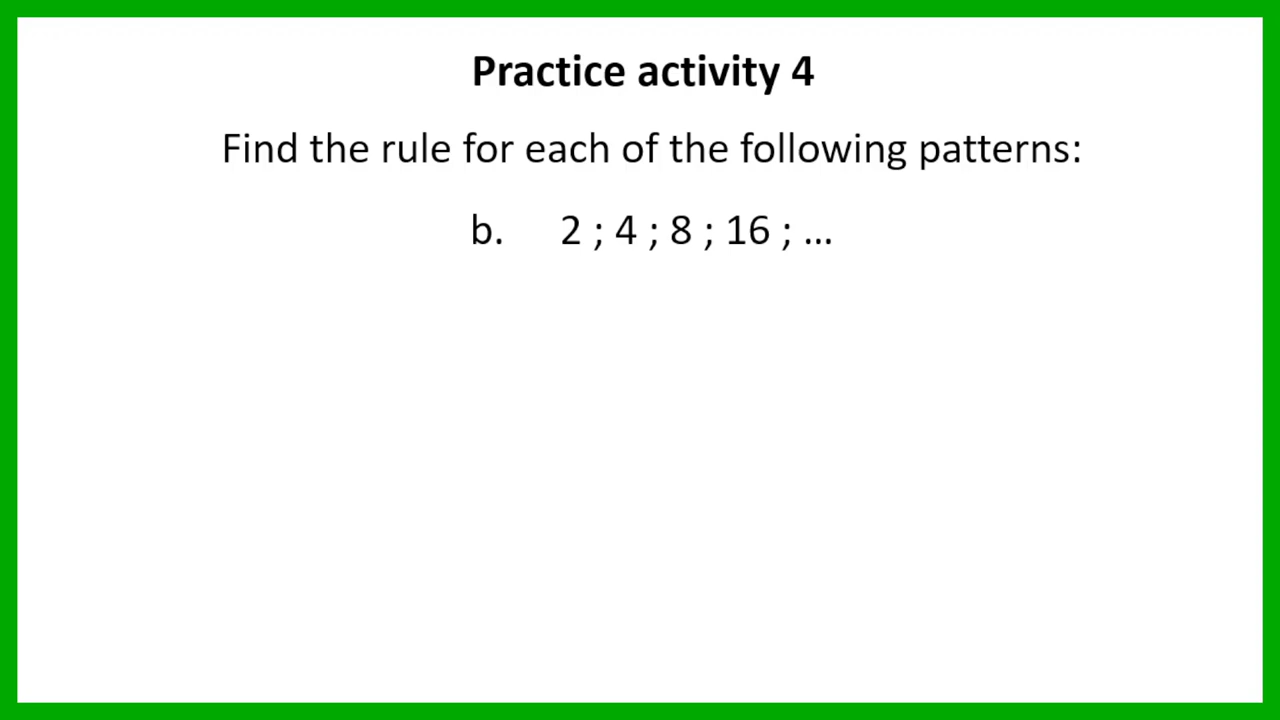 Practice activity 4
Find the rule for each of the following patterns:
b. 2 ; 4 ; 8 ; 16 ; ...